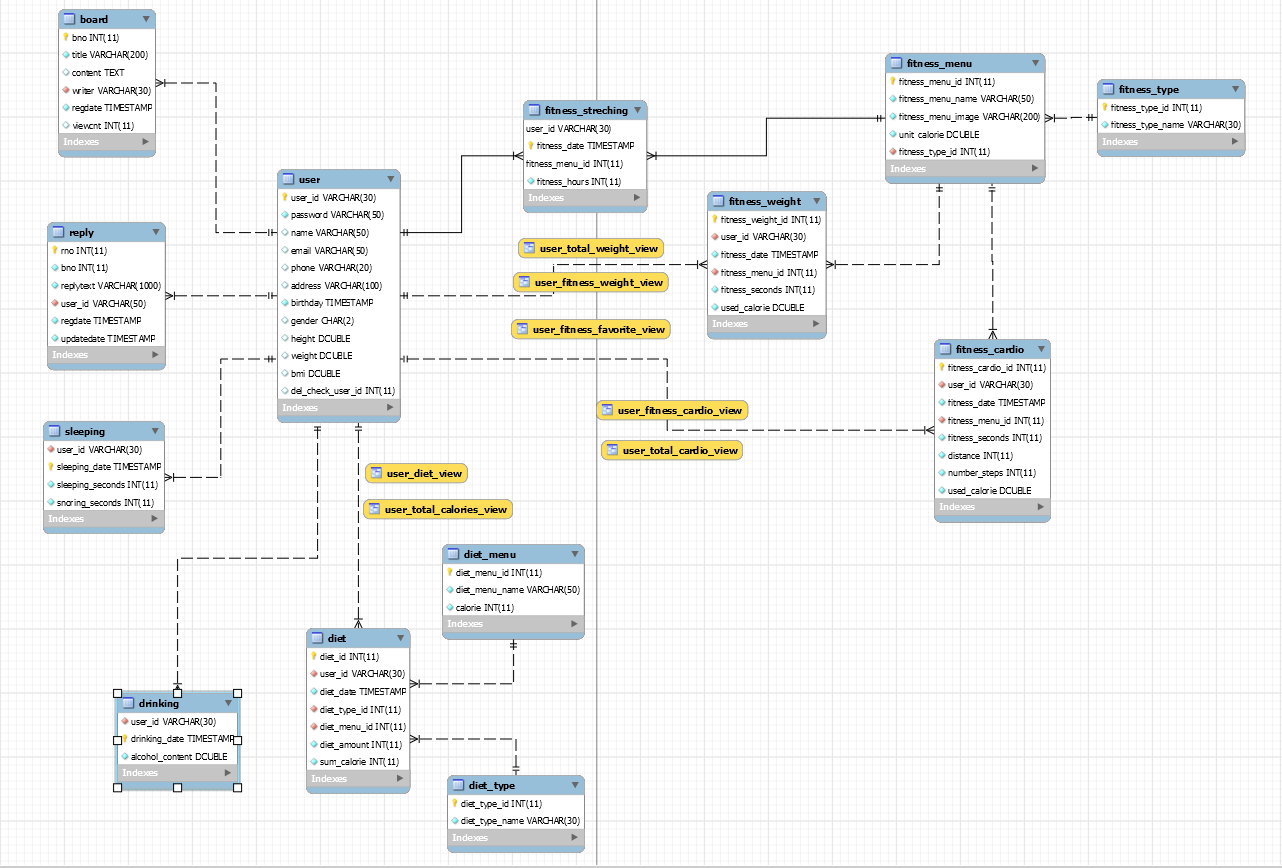 board
bno INT(11)
title VARCHAR(200)
content TEXT
writer VARCHAR(30)
regdate TIMESTAMP
viewcnt INT(11)
Indexes
reply
rno INT(11)
bno INT(11)
replytext VARCHAR(1000)
user_id VARCHAR(50)
regdate TIMESTAMP
updatedate TIMESTAMP
Indexes
sleeping
user_id VARCHAR(30)
sleeping_date TIMESTAMP
sleeping_seconds INT(11)
snoring_seconds INT(11)
Indexes
user
user_id VARCHAR(30)
password VARCHAR(50)
name VARCHAR(50)
email VARCHAR(50)
phone VARCHAR(20)
address VARCHAR(100)
birthday TIMESTAMP
gender CHAR(2)
height DOUBLE
weight DOUBLE
bmi DOUBLE
del_check_user_id INT(11)
Indexes
fitness_streching
user_id VARCHAR(30)
fitness_date TIMESTAMP
fitness_menu_id INT(11)
fitness_hours INT(11)
Indexes
fitness_menu
fitness_menu_id INT(11)
fitness_menu_name VARCHAR(50)
fitness_menu_image VARCHAR(200)
unit_calorie DOUBLE
fitness_type_id INT(11)
Indexes
fitness_type
fitness_type_id INT(11)
fitness_type_name VARCHAR(30)
Indexes
fitness_weight
fitness_weight_id INT(11)
user_id VARCHAR(30)
fitness_date TIMESTAMP
fitness_menu_id INT(11)
fitness_seconds INT(11)
used_calorie DOUBLE
Indexes
user_total_weight_view
user_fitness_weight_view
user_fitness_favorite_view
user_fitness_cardio_view
user_total_cardio_view
fitness_cardio
fitness_cardio_id INT(11)
user_id VARCHAR(30)
fitness_date TIMESTAMP
fitness_menu_id INT(11)
fitness_seconds INT(11)
distance INT(11)
number_steps INT(11)
used_calorie DOUBLE
Indexes
user_diet_view
user_total_calories_view
diet_menu
diet_menu_id INT(11)
diet_menu_name VARCHAR(50)
calorie INT(11)
Indexes
diet
diet_id INT(11)
user_id VARCHAR(30)
diet_date TIMESTAMP
diet_type_id INT(11)
diet_menu_id INT(11)
diet_amount INT(11)
sum_calorie INT(11)
Indexes
drinking
user_id VARCHAR(30)
drinking_date TIMESTAMP
alcohol_content DOUBLE
Indexes
diet_type
diet_type_id INT(11)
diet_type_name VARCHAR(30)
Indexes